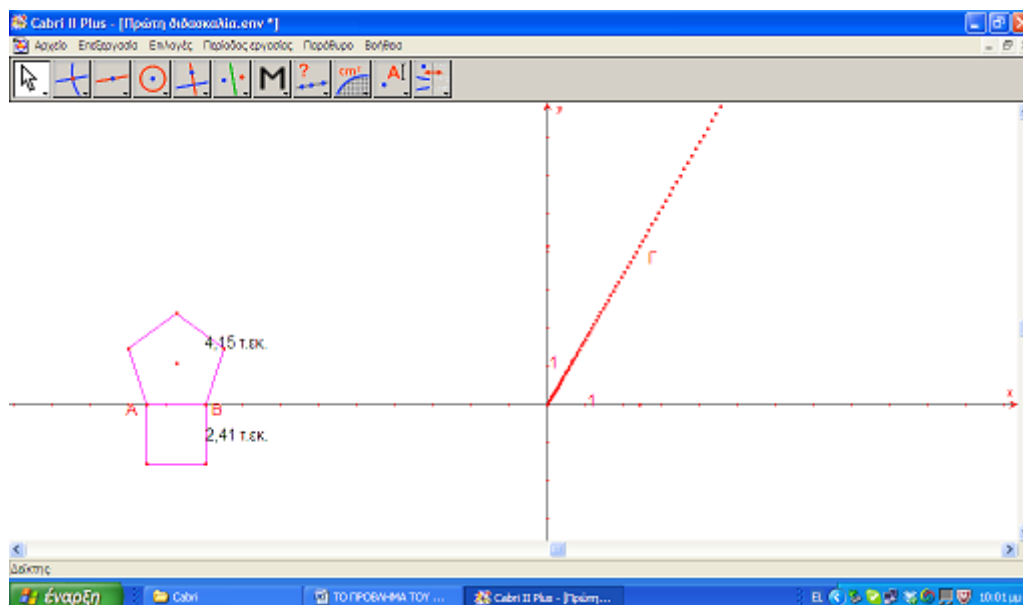 Cabri II Plus - [Πρώτη διδασκαλία.env *]
Αρχείο Επεξεργασία Επιλογές Περίοδος εργασίας Παράθυρο Βοήθεια
? cm² A
y
Γ
4,15 τ.εκ.
1
1
x
A B
2,41 τ.εκ.
Δείκτης
έναρξη Cabri ΤΟ ΠΡΟΒΛΗΜΑ ΤΟΥ ... Cabri II Plus - [Πρώτη... EL 10:01 μμ